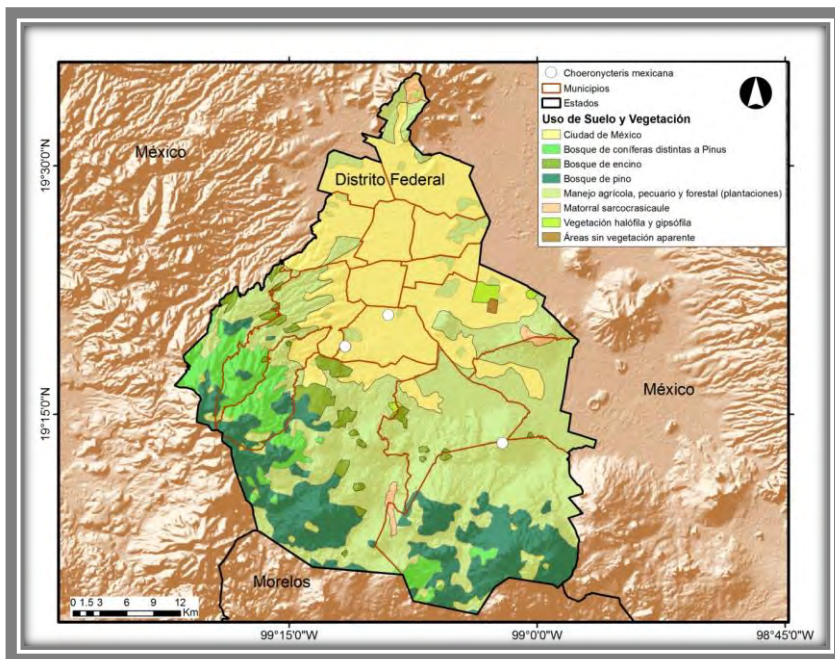 Choeronycteris mexicana
Municipios
Estados
Uso de Suelo y Vegetación
Ciudad de México
Bosque de coníferas distintas a Pinus
Bosque de encino
Bosque de pino
Manejo agrícola, pecuario y forestal (plantaciones)
Matorral sarcocrasicaule
Vegetación halófila y gipsófila
Áreas sin vegetación aparente
México
Distrito Federal
México
Morelos
19°30'0"N
19°15'0"N
0 1.5 3 6 9 12
Km
99°15'0"W
99°0'0"W
98°45'0"W